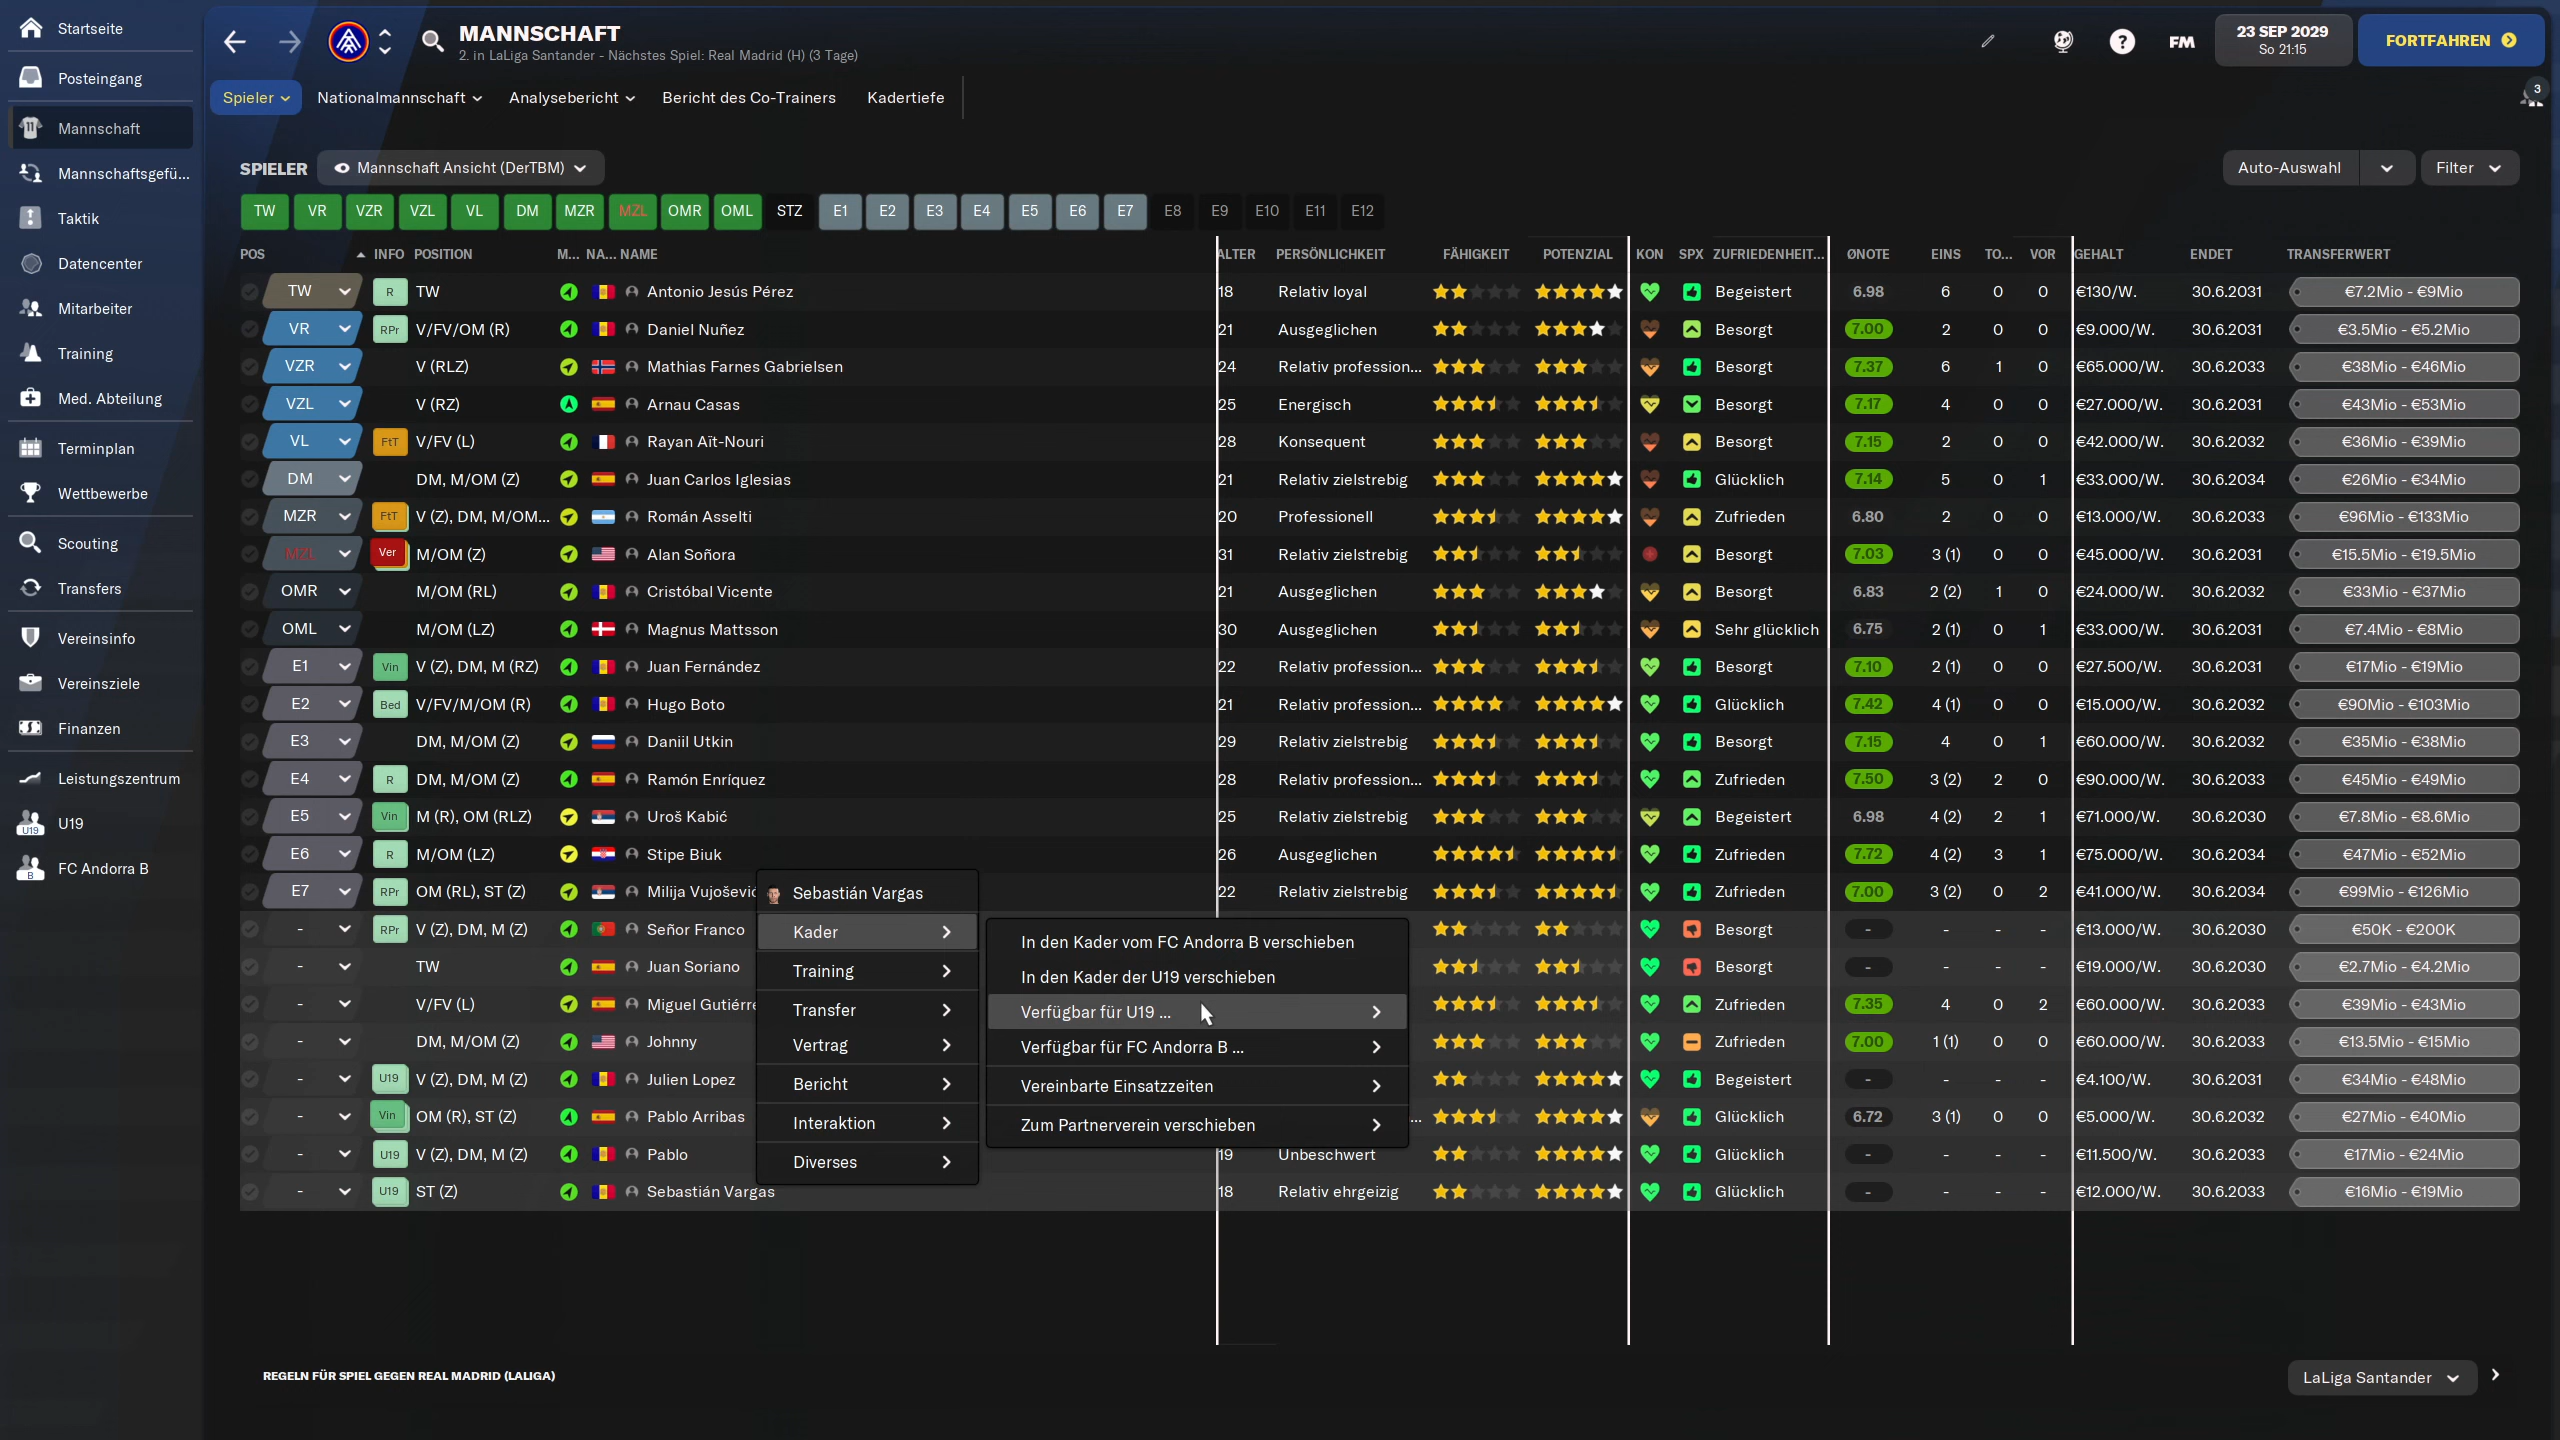 Startseite
Posteingang
Mannschaft
Mannschaftsgefü...
Taktik
Datencenter
Mitarbeiter
Training
Med. Abteilung
Terminplan
Wettbewerbe
Scouting
Transfers
Vereinsinfo
Vereinsziele
Finanzen
Leistungszentrum
U19
FC Andorra B
MANNSCHAFT
2. in LaLiga Santander - Nächstes Spiel: Real Madrid (H) (3 Tage)
FM
23 SEP 2029
So 21:15
FORTFAHREN
Spieler Nationalmannschaft Analysebericht Bericht des Co-Trainers Kadertiefe
3
SPIELER Mannschaft Ansicht (DerTBM) Auto-Auswahl Filter
TW VR VZR VZL VL DM MZR MZL OMR OML STZ E1 E2 E3 E4 E5 E6 E7 E8 E9 E10 E11 E12
POS INFO POSITION M... NA... NAME ALTER PERSÖNLICHKEIT FÄHIGKEIT POTENZIAL KON SPX ZUFRIEDENHEIT... ØNOTE EINS TO... VOR GEHALT ENDET TRANSFERWERT
TW R TW Antonio Jesús Pérez 18 Relativ loyal Begeistert 6.98 6 0 0 €130/W. 30.6.2031 €7.2Mio - €9Mio
VR RPr V/FV/OM (R) Daniel Nuñez 21 Ausgeglichen Besorgt 7.00 2 0 0 €9.000/W. 30.6.2031 €3.5Mio - €5.2Mio
VZR V (RLZ) Mathias Farnes Gabrielsen 24 Relativ profession... Besorgt 7.37 6 1 0 €65.000/W. 30.6.2033 €38Mio - €46Mio
VZL V (RZ) Arnau Casas 25 Energisch Besorgt 7.17 4 0 0 €27.000/W. 30.6.2031 €43Mio - €53Mio
VL FtT V/FV (L) Rayan Aït-Nouri 28 Konsequent Besorgt 7.15 2 0 0 €42.000/W. 30.6.2032 €36Mio - €39Mio
DM DM, M/OM (Z) Juan Carlos Iglesias 21 Relativ zielstrebig Glücklich 7.14 5 0 1 €33.000/W. 30.6.2034 €26Mio - €34Mio
MZR FtT V (Z), DM, M/OM... Román Asselti 20 Professionell Zufrieden 6.80 2 0 0 €13.000/W. 30.6.2033 €96Mio - €133Mio
MZL Ver M/OM (Z) Alan Soñora 31 Relativ zielstrebig Besorgt 7.03 3 (1) 0 0 €45.000/W. 30.6.2031 €15.5Mio - €19.5Mio
OMR M/OM (RL) Cristóbal Vicente 21 Ausgeglichen Besorgt 6.83 2 (2) 1 0 €24.000/W. 30.6.2032 €33Mio - €37Mio
OML M/OM (LZ) Magnus Mattsson 30 Ausgeglichen Sehr glücklich 6.75 2 (1) 0 1 €33.000/W. 30.6.2031 €7.4Mio - €8Mio
E1 Vin V (Z), DM, M (RZ) Juan Fernández 22 Relativ profession... Besorgt 7.10 2 (1) 0 0 €27.500/W. 30.6.2031 €17Mio - €19Mio
E2 Bed V/FV/M/OM (R) Hugo Boto 21 Relativ profession... Glücklich 7.42 4 (1) 0 0 €15.000/W. 30.6.2032 €90Mio - €103Mio
E3 DM, M/OM (Z) Daniil Utkin 29 Relativ zielstrebig Besorgt 7.15 4 0 1 €60.000/W. 30.6.2032 €35Mio - €38Mio
E4 R DM, M/OM (Z) Ramón Enríquez 28 Relativ profession... Zufrieden 7.50 3 (2) 2 0 €90.000/W. 30.6.2033 €45Mio - €49Mio
E5 Vin M (R), OM (RLZ) Uroš Kabić 25 Relativ zielstrebig Begeistert 6.98 4 (2) 2 1 €71.000/W. 30.6.2030 €7.8Mio - €8.6Mio
E6 R M/OM (LZ) Stipe Biuk 26 Ausgeglichen Zufrieden 7.72 4 (2) 3 1 €75.000/W. 30.6.2034 €47Mio - €52Mio
E7 RPr OM (RL), ST (Z) Milija Vujošević 22 Relativ zielstrebig Zufrieden 7.00 3 (2) 0 2 €41.000/W. 30.6.2034 €99Mio - €126Mio
- RPr V (Z), DM, M (Z) Señor Franco Besorgt - - - - €13.000/W. 30.6.2030 €50K - €200K
- TW Juan Soriano Besorgt - - - - €19.000/W. 30.6.2030 €2.7Mio - €4.2Mio
- V/FV (L) Miguel Gutiérre Zufrieden 7.35 4 0 2 €60.000/W. 30.6.2033 €39Mio - €43Mio
- DM, M/OM (Z) Johnny Zufrieden 7.00 1 (1) 0 0 €60.000/W. 30.6.2033 €13.5Mio - €15Mio
- U19 V (Z), DM, M (Z) Julien Lopez Begeistert - - - - €4.100/W. 30.6.2031 €34Mio - €48Mio
- Vin OM (R), ST (Z) Pablo Arribas ... Glücklich 6.72 3 (1) 0 0 €5.000/W. 30.6.2032 €27Mio - €40Mio
- U19 V (Z), DM, M (Z) Pablo 19 Unbeschwert Glücklich - - - - €11.500/W. 30.6.2033 €17Mio - €24Mio
- U19 ST (Z) Sebastián Vargas 18 Relativ ehrgeizig Glücklich - - - - €12.000/W. 30.6.2033 €16Mio - €19Mio
Sebastián Vargas
Kader
Training
Transfer
Vertrag
Bericht
Interaktion
Diverses
In den Kader vom FC Andorra B verschieben
In den Kader der U19 verschieben
Verfügbar für U19 ...
Verfügbar für FC Andorra B ...
Vereinbarte Einsatzzeiten
Zum Partnerverein verschieben
REGELN FÜR SPIEL GEGEN REAL MADRID (LALIGA)
LaLiga Santander